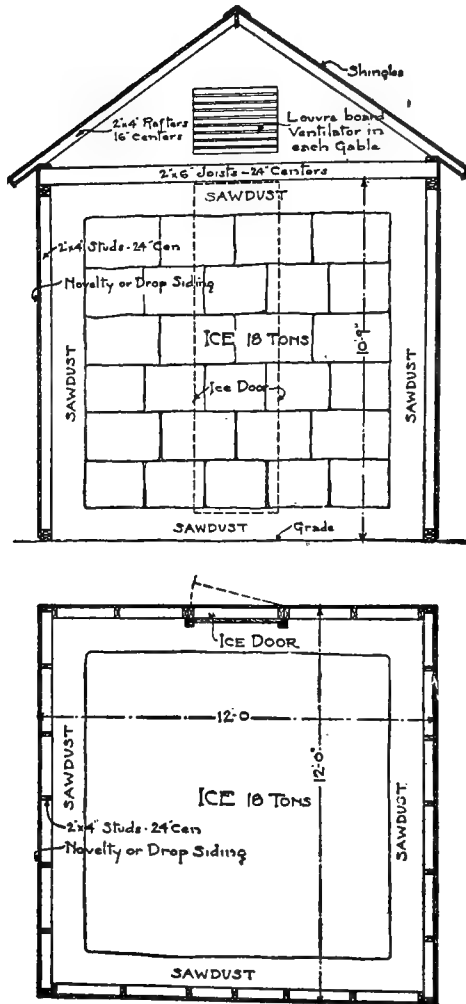 Shingles
2"x4" Rafters
16" Centers
Louvre board
Ventilator in
each Gable
2"x6" Joists-24" Centers
SAWDUST
2"x4" Studs-24" Cen
Novelty or Drop Siding
ICE 18 TONS
10'-9"
Ice Door
SAWDUST
SAWDUST
SAWDUST
Grade
ICE DOOR
12'-0
12'-0"
SAWDUST
ICE 18 TONS
2"x4" Studs-24" Cen
Novelty or Drop Siding
SAWDUST.
SAWDUST